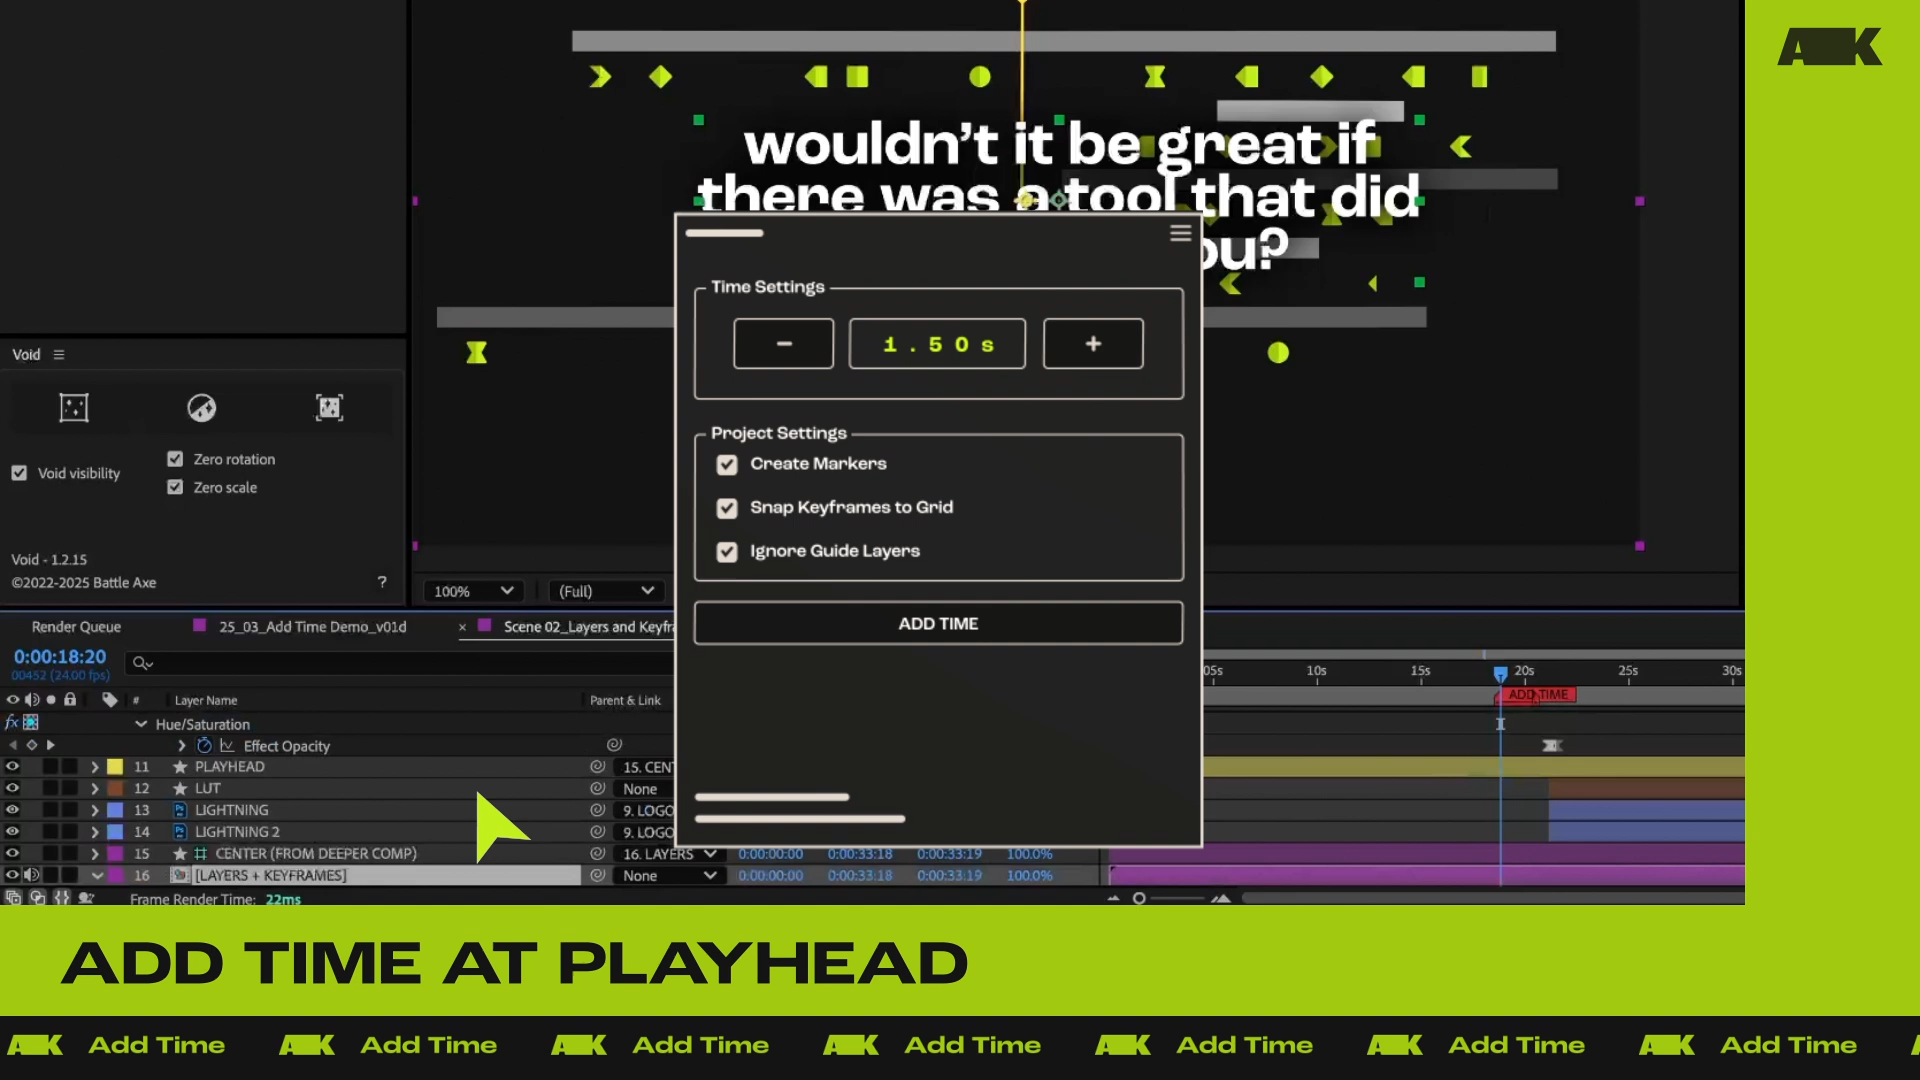 wouldn't it be great if
there was a tool that did
ou?
Time Settings
− 1.50s +
Project Settings
Create Markers
Snap Keyframes to Grid
Ignore Guide Layers
ADD TIME
Void
Void visibility
Zero rotation
Zero scale
Void - 1.2.15
©2022-2025 Battle Axe ?
100% (Full)
Render Queue 25_03_Add Time Demo_v01d × Scene 02_Layers and Keyfr
0:00:18:20
00452 (24.00 fps)
05s 10s 15s 20s 25s 30s
ADD TIME
# Layer Name Parent & Link
fx Hue/Saturation
Effect Opacity
11 PLAYHEAD 15. CEN
12 LUT None
13 LIGHTNING 9. LOGO
14 LIGHTNING 2 9. LOGO
15 CENTER (FROM DEEPER COMP) 16. LAYERS 0:00:00:00 0:00:33:18 0:00:33:19 100.0%
16 [LAYERS + KEYFRAMES] None 0:00:00:00 0:00:33:18 0:00:33:19 100.0%
Frame Render Time: 22ms
ADD TIME AT PLAYHEAD
Add Time Add Time Add Time Add Time Add Time Add Time Add Time